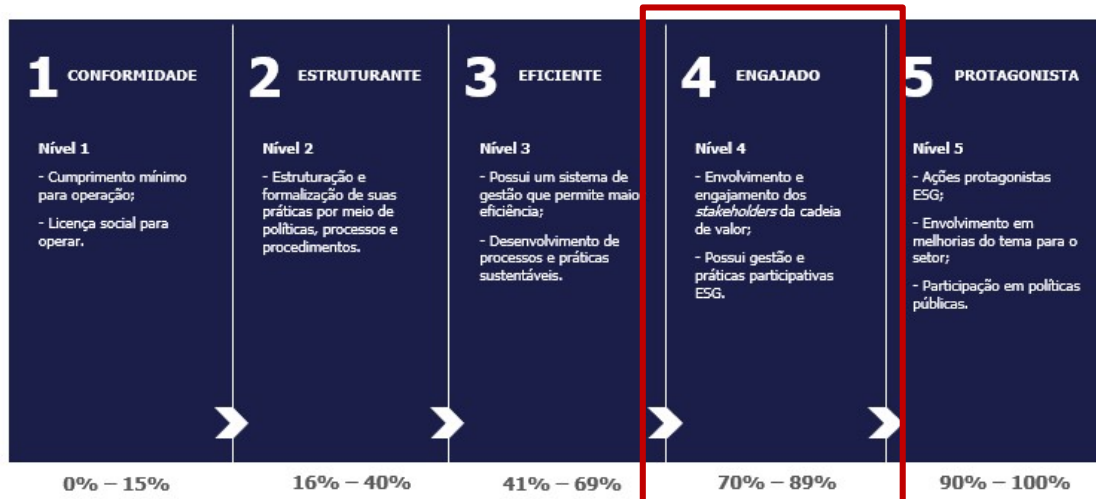 1 CONFORMIDADE
Nível 1
- Cumprimento mínimo
para operação;
- Licença social para
operar.
0% – 15%
2 ESTRUTURANTE
Nível 2
- Estruturação e
formalização de suas
práticas por meio de
políticas, processos e
procedimentos.
16% – 40%
3 EFICIENTE
Nível 3
- Possui um sistema de
gestão que permite maio
eficiência;
- Desenvolvimento de
processos e práticas
sustentáveis.
41% – 69%
4 ENGAJADO
Nível 4
- Envolvimento e
engajamento dos
stakeholders da cadeia
de valor;
- Possui gestão e
práticas participativas
ESG.
70% – 89%
5 PROTAGONISTA
Nível 5
- Ações protagonistas
ESG;
- Envolvimento em
melhorias do tema para o
setor;
- Participação em políticas
públicas.
90% – 100%